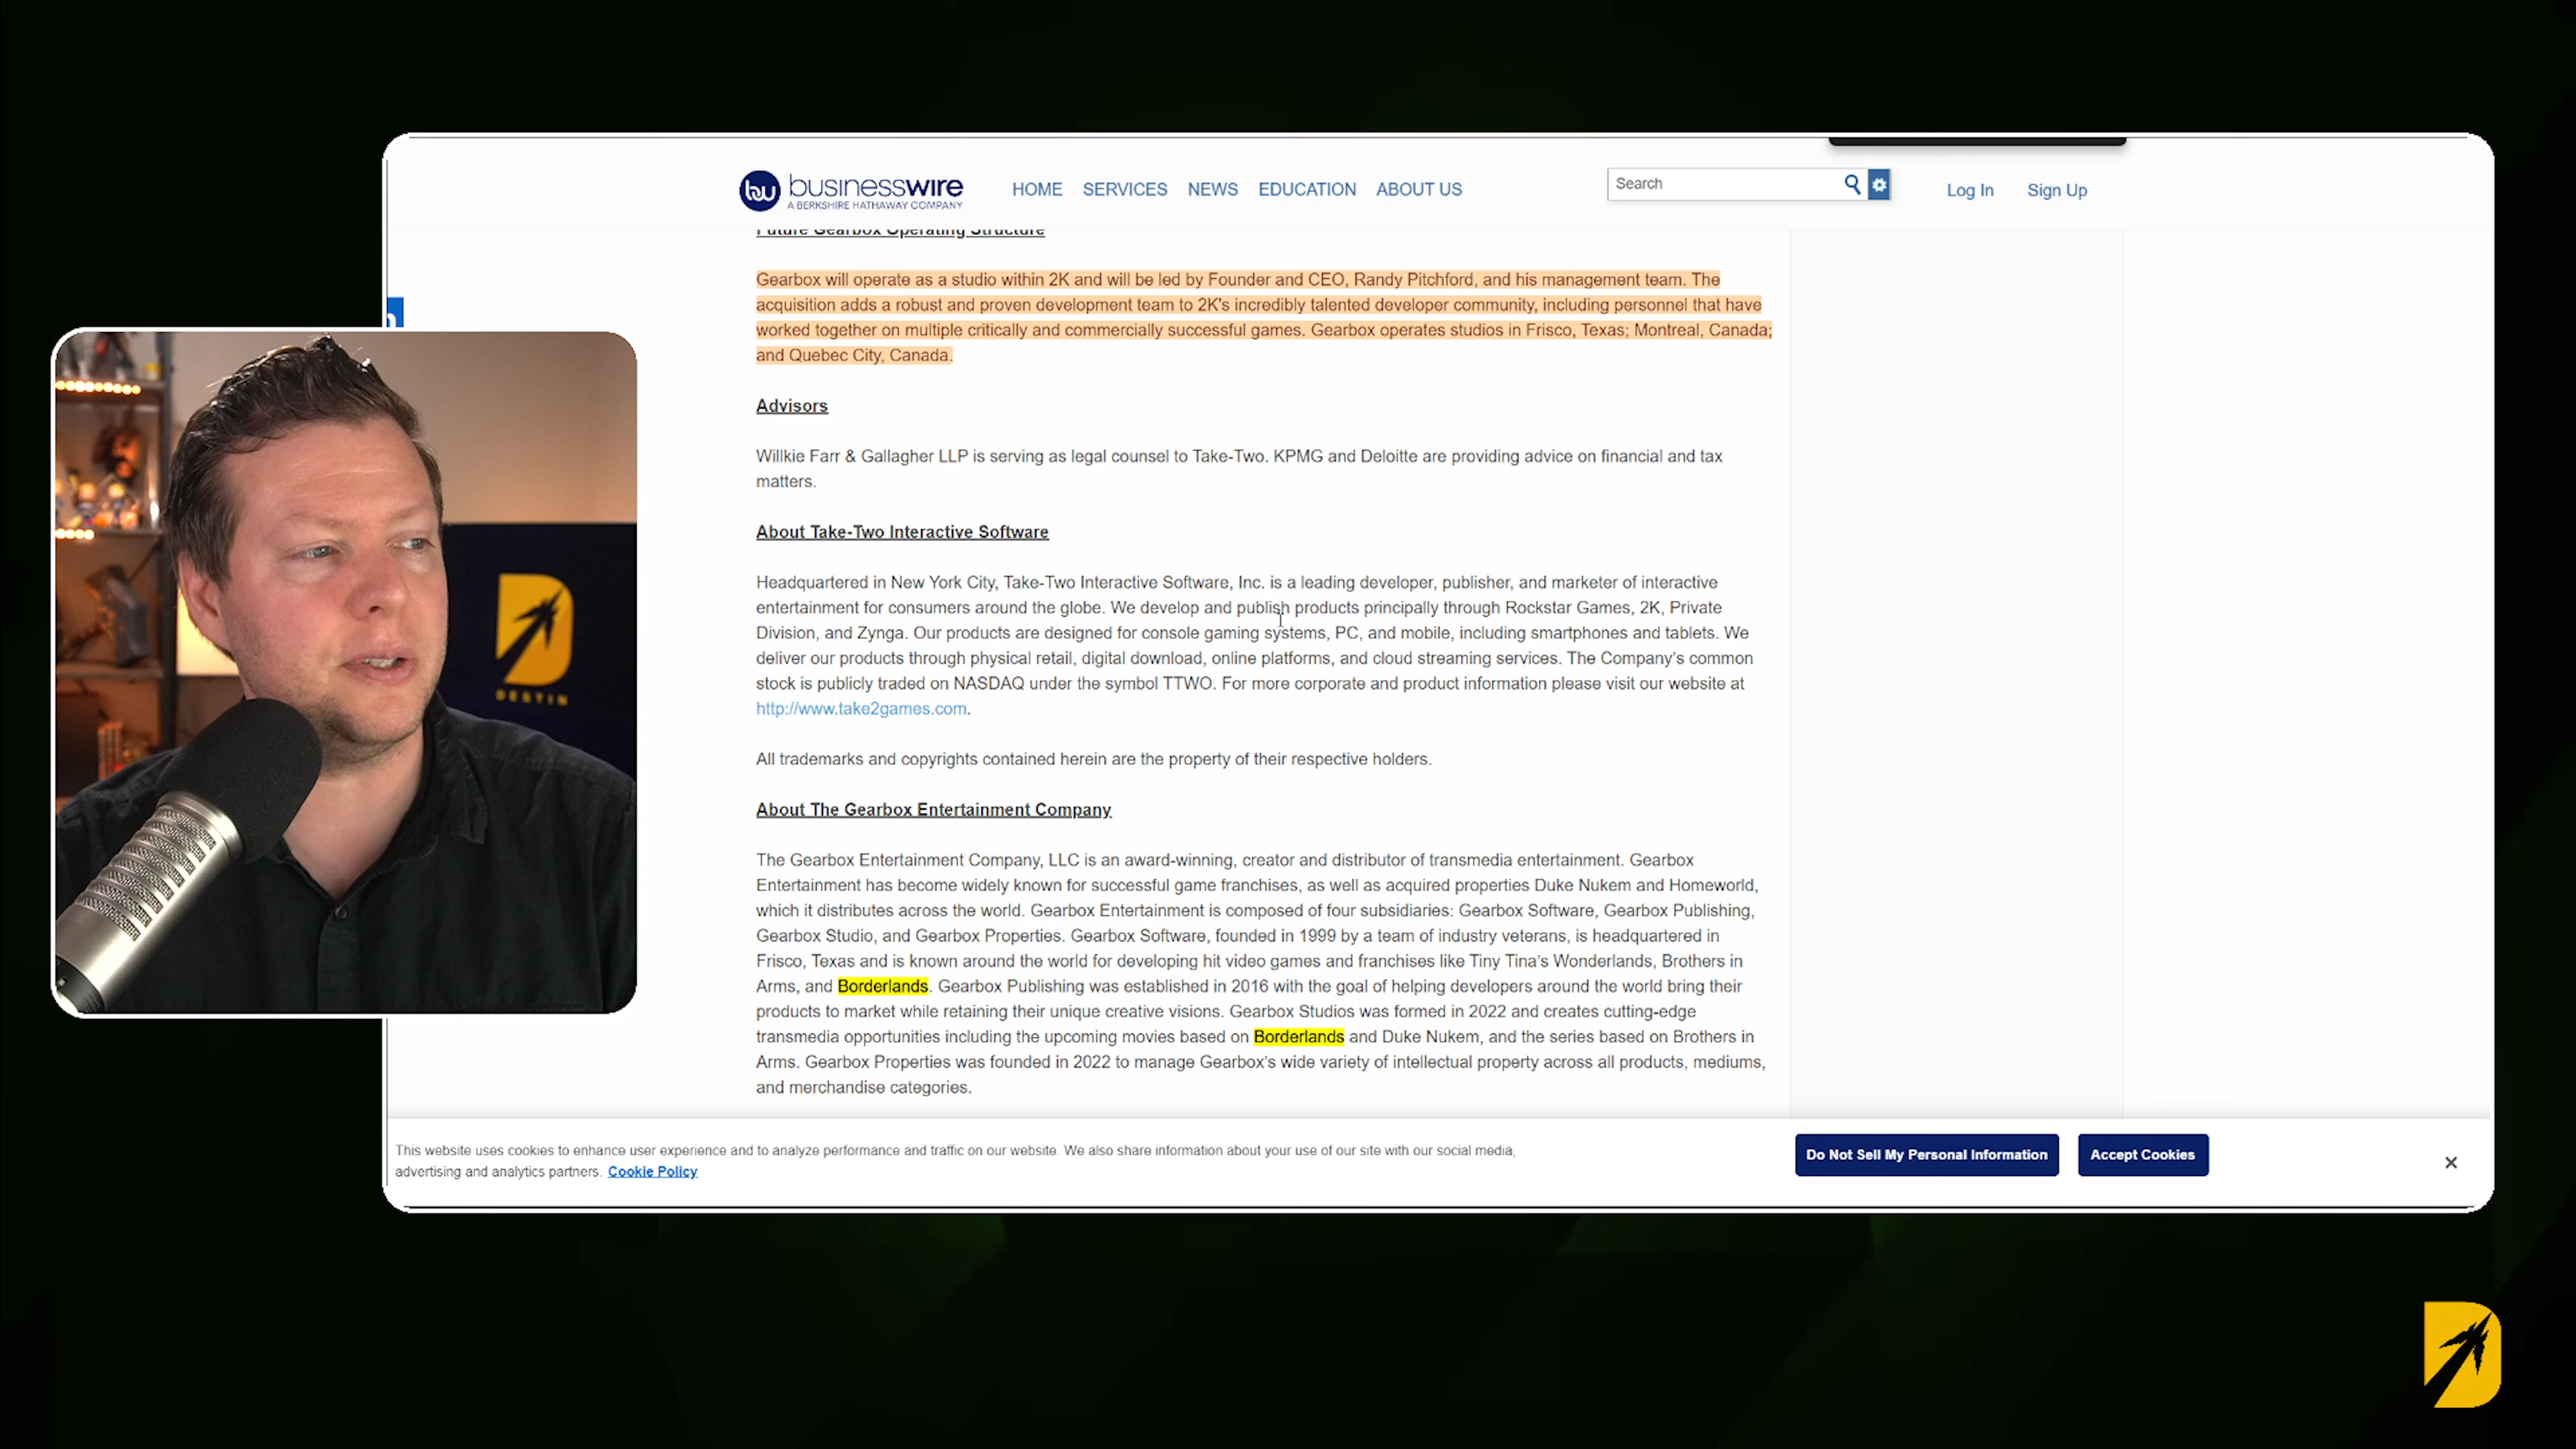 businesswire
A BERKSHIRE HATHAWAY COMPANY
HOME SERVICES NEWS EDUCATION ABOUT US
Search
Log In Sign Up
Future Gearbox Operating Structure
Gearbox will operate as a studio within 2K and will be led by Founder and CEO, Randy Pitchford, and his management team. The
acquisition adds a robust and proven development team to 2K's incredibly talented developer community, including personnel that have
worked together on multiple critically and commercially successful games. Gearbox operates studios in Frisco, Texas; Montreal, Canada;
and Quebec City, Canada.
Advisors
Willkie Farr & Gallagher LLP is serving as legal counsel to Take-Two. KPMG and Deloitte are providing advice on financial and tax
matters.
About Take-Two Interactive Software
Headquartered in New York City, Take-Two Interactive Software, Inc. is a leading developer, publisher, and marketer of interactive
entertainment for consumers around the globe. We develop and publish products principally through Rockstar Games, 2K, Private
Division, and Zynga. Our products are designed for console gaming systems, PC, and mobile, including smartphones and tablets. We
deliver our products through physical retail, digital download, online platforms, and cloud streaming services. The Company's common
stock is publicly traded on NASDAQ under the symbol TTWO. For more corporate and product information please visit our website at
http://www.take2games.com.
All trademarks and copyrights contained herein are the property of their respective holders.
About The Gearbox Entertainment Company
The Gearbox Entertainment Company, LLC is an award-winning, creator and distributor of transmedia entertainment. Gearbox
Entertainment has become widely known for successful game franchises, as well as acquired properties Duke Nukem and Homeworld,
which it distributes across the world. Gearbox Entertainment is composed of four subsidiaries: Gearbox Software, Gearbox Publishing,
Gearbox Studio, and Gearbox Properties. Gearbox Software, founded in 1999 by a team of industry veterans, is headquartered in
Frisco, Texas and is known around the world for developing hit video games and franchises like Tiny Tina's Wonderlands, Brothers in
Arms, and Borderlands. Gearbox Publishing was established in 2016 with the goal of helping developers around the world bring their
products to market while retaining their unique creative visions. Gearbox Studios was formed in 2022 and creates cutting-edge
transmedia opportunities including the upcoming movies based on Borderlands and Duke Nukem, and the series based on Brothers in
Arms. Gearbox Properties was founded in 2022 to manage Gearbox's wide variety of intellectual property across all products, mediums,
and merchandise categories.
This website uses cookies to enhance user experience and to analyze performance and traffic on our website. We also share information about your use of our site with our social media,
advertising and analytics partners. Cookie Policy
Do Not Sell My Personal Information
Accept Cookies
DESTIN